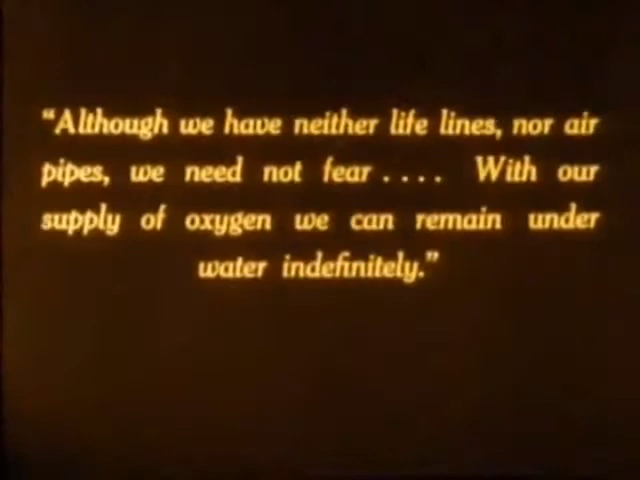 “Although we have neither life lines, nor air
pipes, we need not fear .... With our
supply of oxygen we can remain under
water indefinitely.”